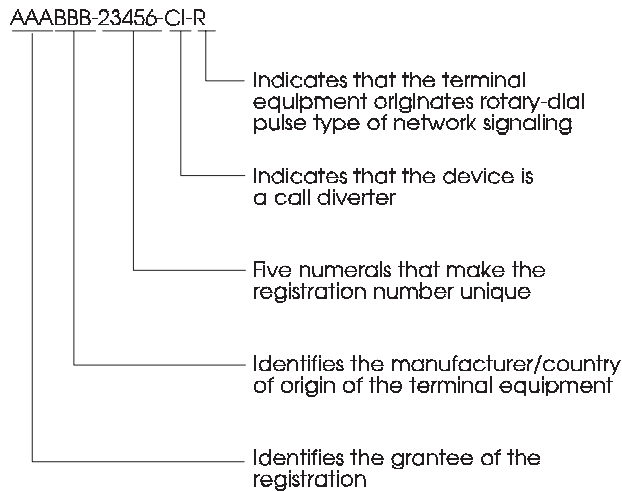 AAABBB-23456-CI-R
Indicates that the terminal
equipment originates rotary-dial
pulse type of network signaling
Indicates that the device is
a call diverter
Five numerals that make the
registration number unique
Identifies the manufacturer/country
of origin of the terminal equipment
Identifies the grantee of the
registration